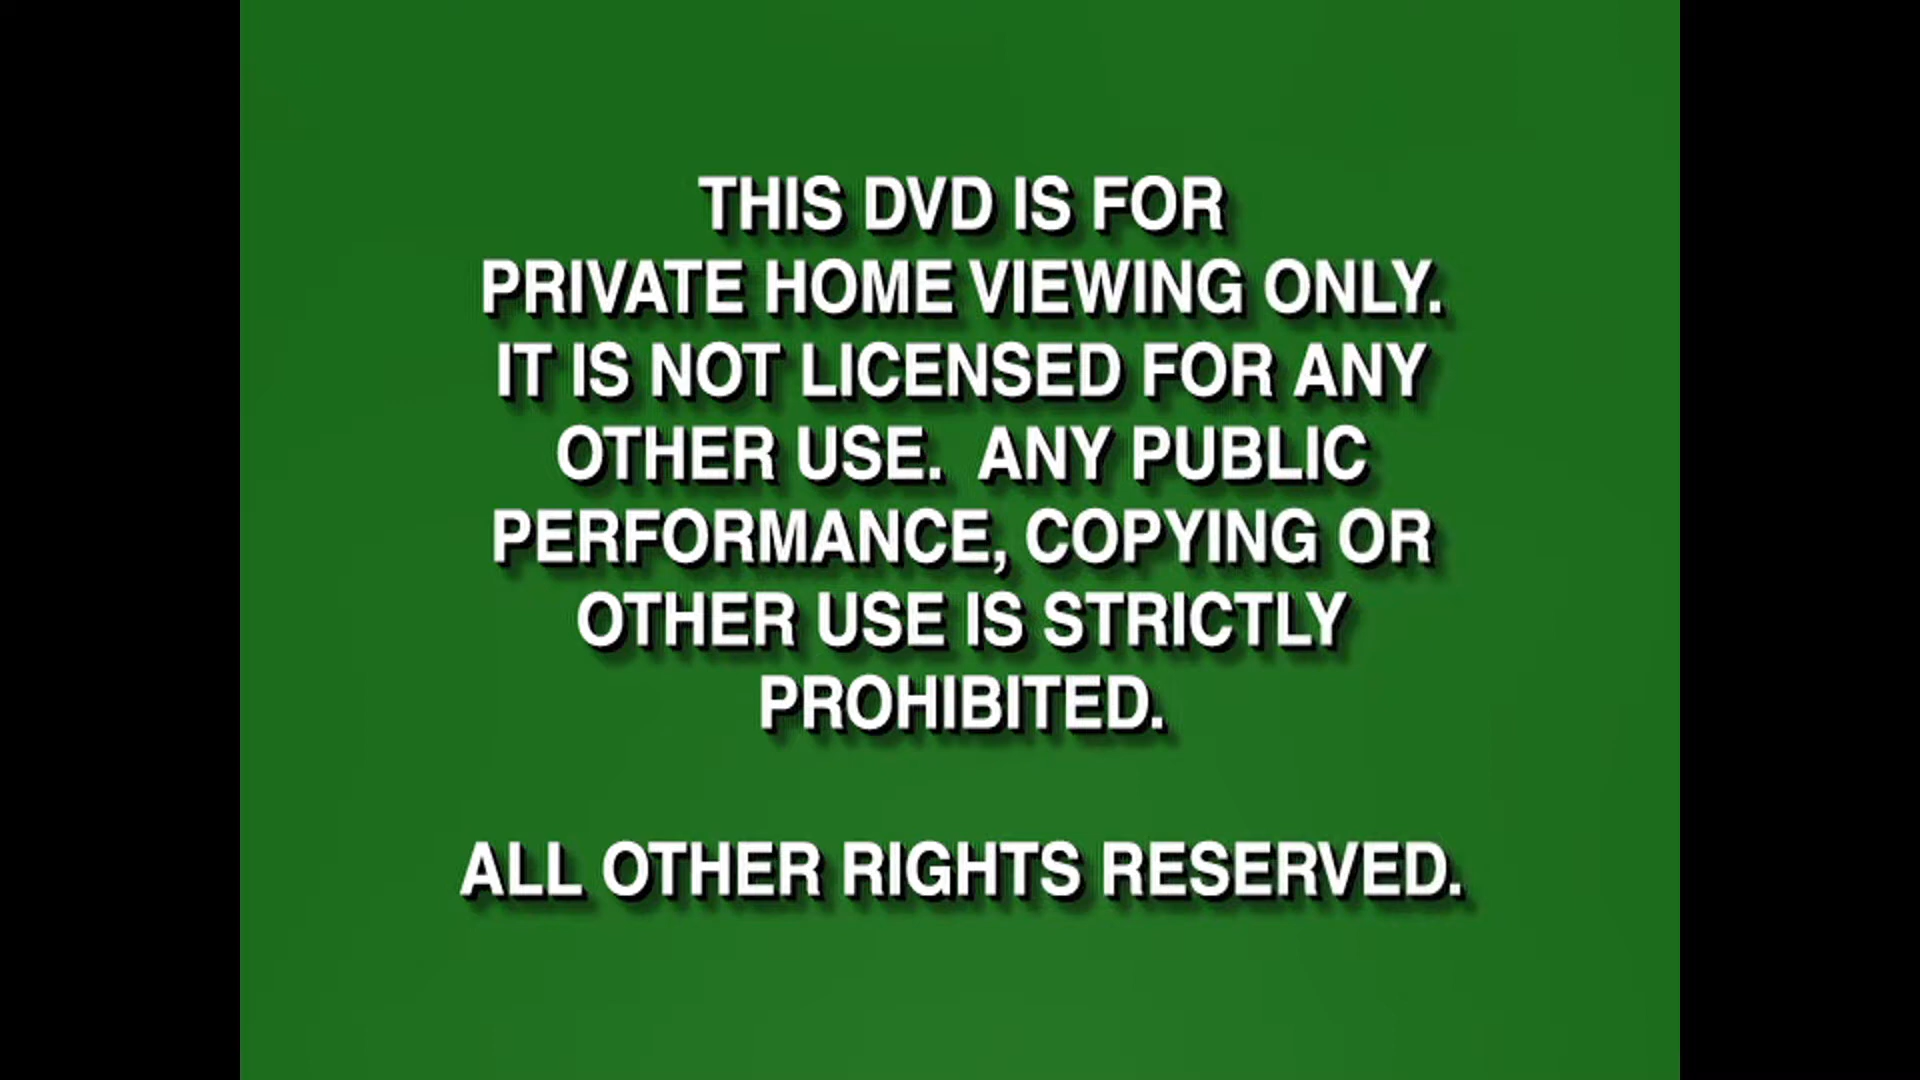 THIS DVD IS FOR
PRIVATE HOME VIEWING ONLY.
IT IS NOT LICENSED FOR ANY
OTHER USE.  ANY PUBLIC
PERFORMANCE, COPYING OR
OTHER USE IS STRICTLY
PROHIBITED.
ALL OTHER RIGHTS RESERVED.